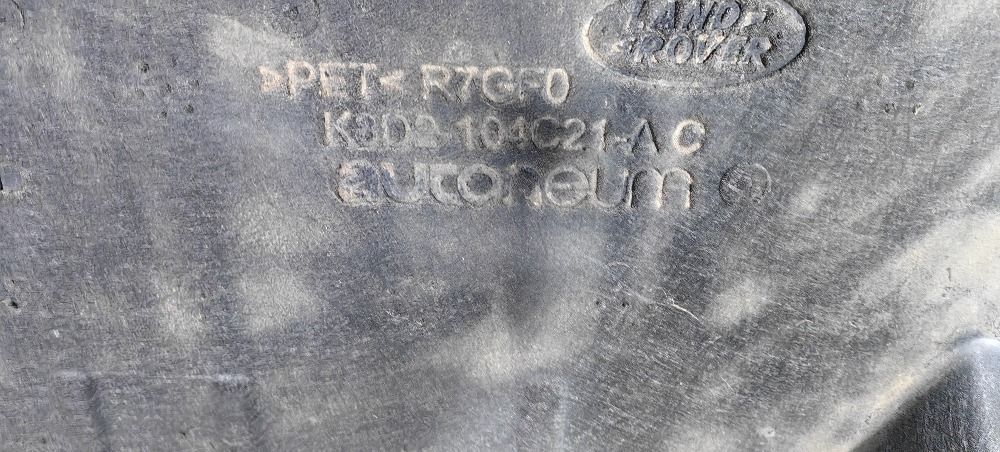 LAND
ROVER
>PET< R7GF0
K8D2-104C21-AC
autoneum